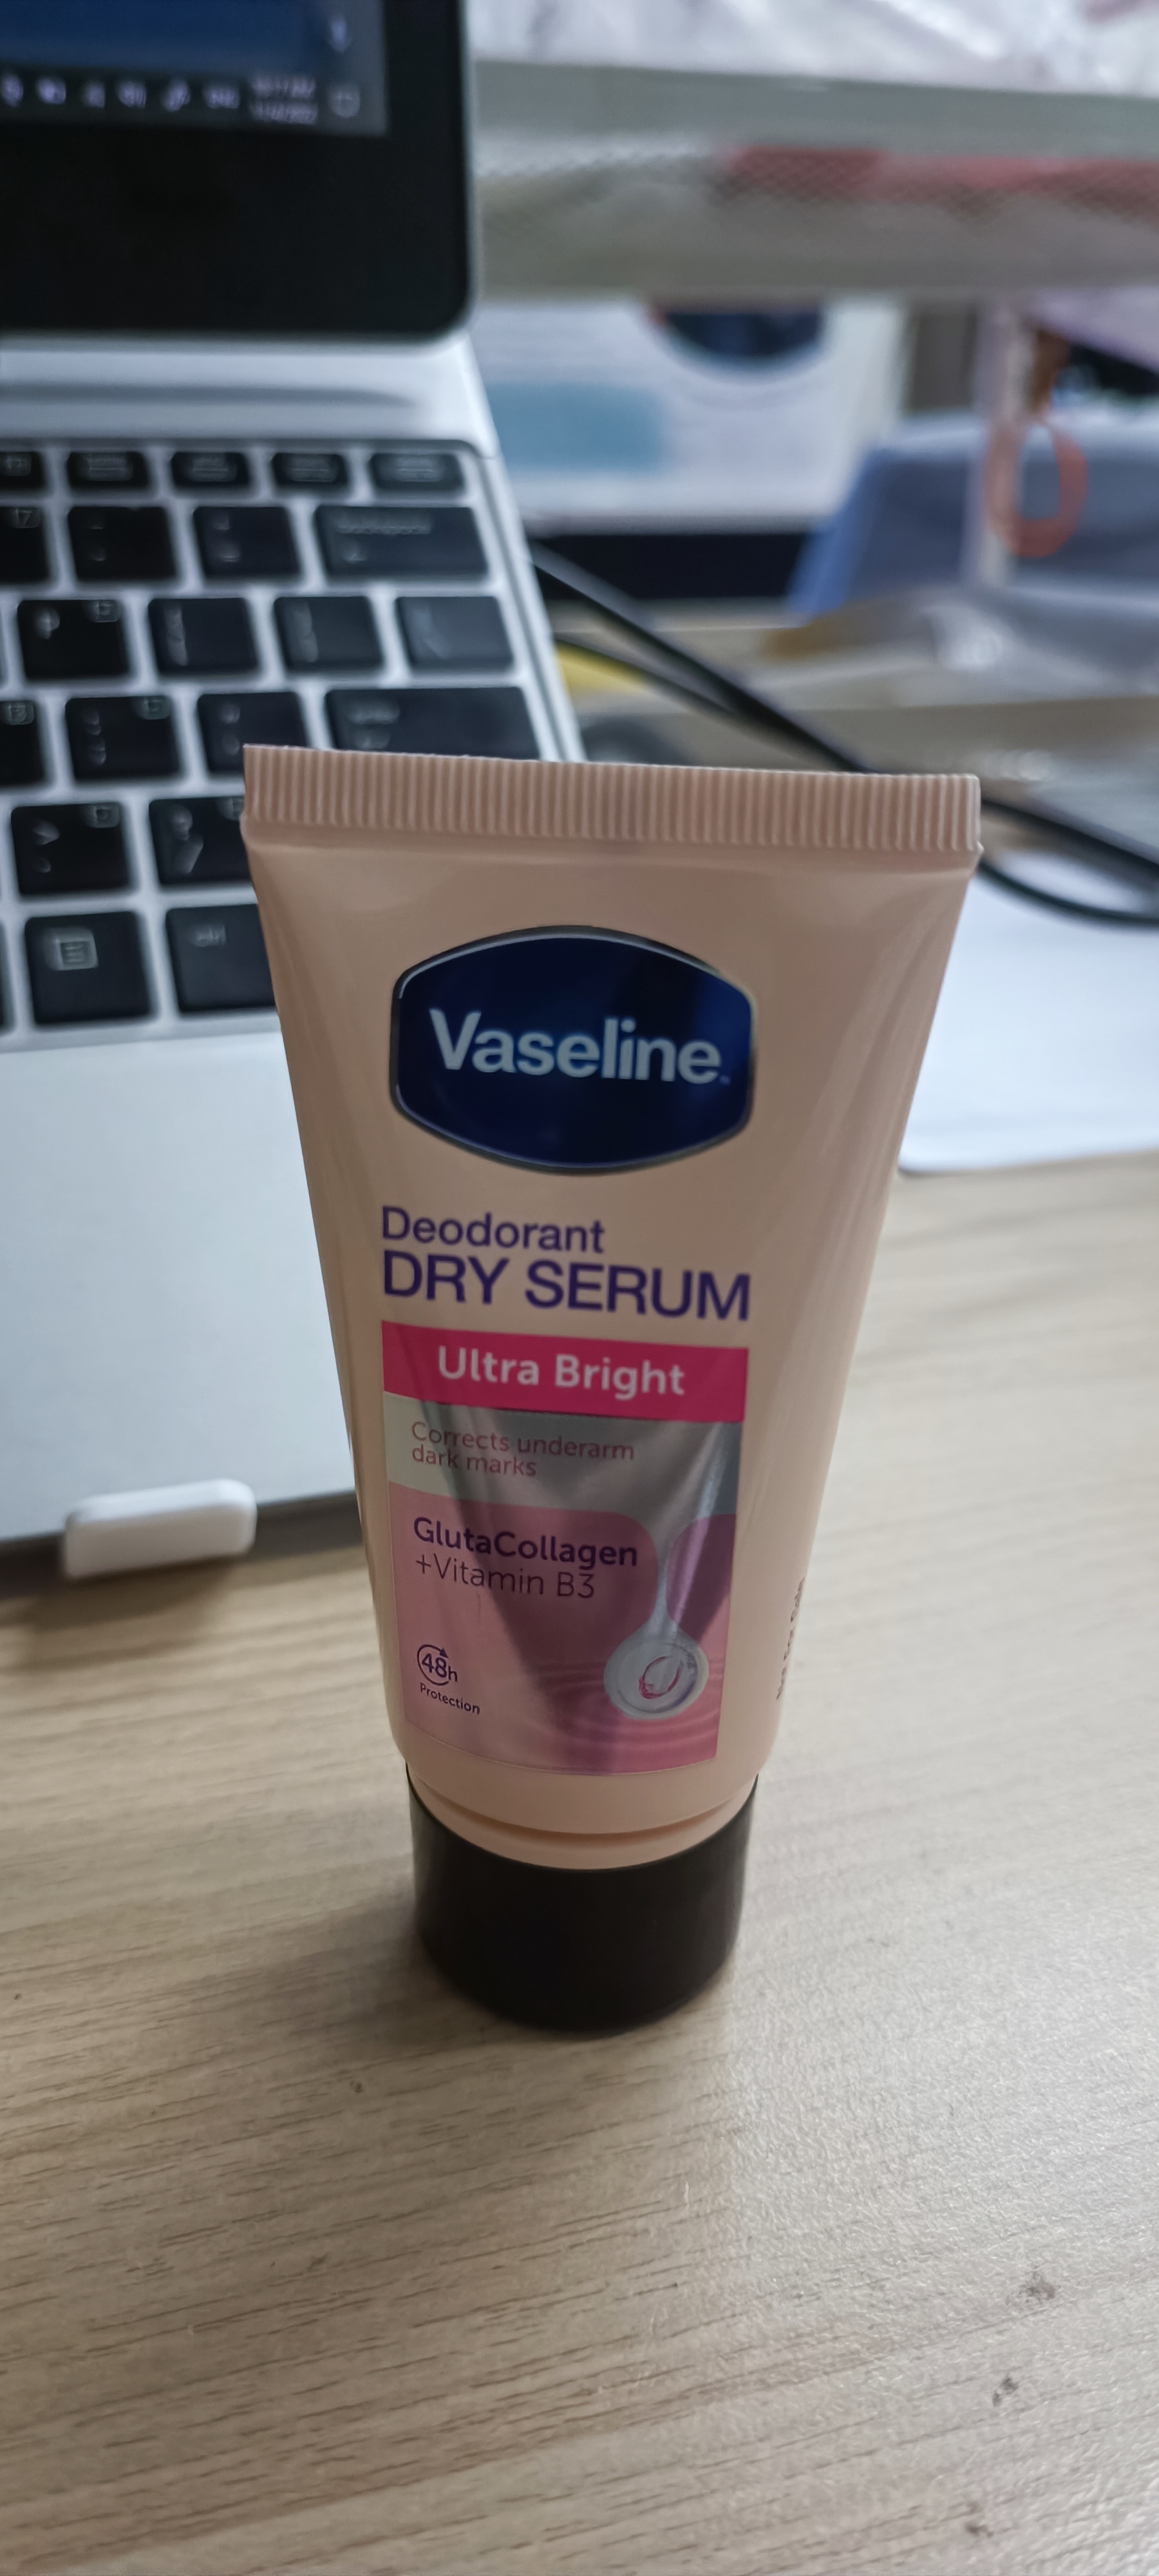 Vaseline
Deodorant
DRY SERUM
Ultra Bright
Corrects underarm
dark marks
GlutaCollagen
+Vitamin B3
48h
Protection